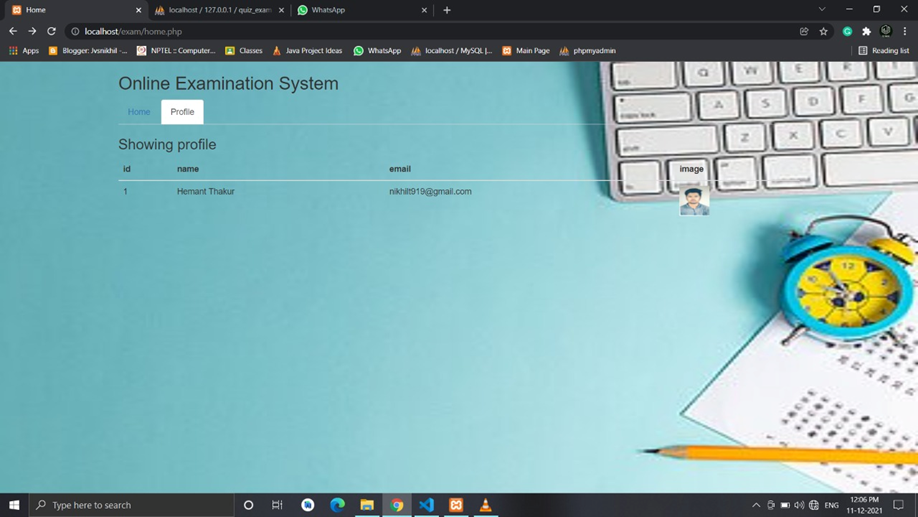 Home
localhost / 127.0.0.1 / quiz_exam
WhatsApp
localhost/exam/home.php
Apps
Blogger: Jvsnikhil -...
NPTEL :: Computer...
Classes
Java Project Ideas
WhatsApp
localhost / MySQL |...
Main Page
phpmyadmin
Reading list
Online Examination System
Home Profile
Showing profile
id name email image
1 Hemant Thakur nikhilt919@gmail.com
Type here to search
ENG
12:06 PM
11-12-2021